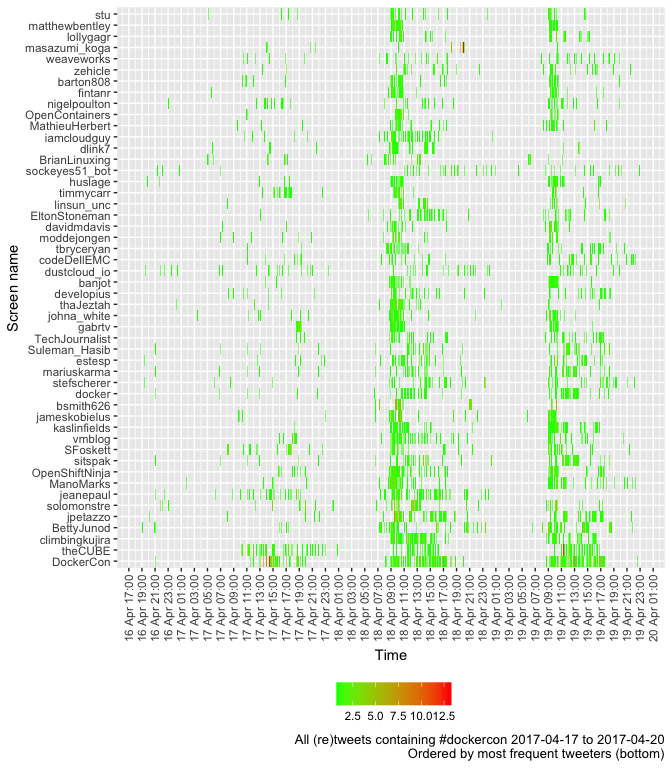 stu
matthewbentley
lollygagr
masazumi_koga
weaveworks
zehicle
barton808
fintanr
nigelpoulton
OpenContainers
MathieuHerbert
iamcloudguy
dlink7
BrianLinuxing
sockeyes51_bot
huslage
timmycarr
linsun_unc
EltonStoneman
davidmdavis
moddejongen
tbryceryan
codeDellEMC
dustcloud_io
banjot
developius
thaJeztah
johna_white
gabrtv
TechJournalist
Suleman_Hasib
estesp
mariuskarma
stefscherer
docker
bsmith626
jameskobielus
kaslinfields
vmblog
SFoskett
sitspak
OpenShiftNinja
ManoMarks
jeanepaul
solomonstre
jpetazzo
BettyJunod
climbingkujira
theCUBE
DockerCon
Screen name
16 Apr 17:00
16 Apr 19:00
16 Apr 21:00
16 Apr 23:00
17 Apr 01:00
17 Apr 03:00
17 Apr 05:00
17 Apr 07:00
17 Apr 09:00
17 Apr 11:00
17 Apr 13:00
17 Apr 15:00
17 Apr 17:00
17 Apr 19:00
17 Apr 21:00
17 Apr 23:00
18 Apr 01:00
18 Apr 03:00
18 Apr 05:00
18 Apr 07:00
18 Apr 09:00
18 Apr 11:00
18 Apr 13:00
18 Apr 15:00
18 Apr 17:00
18 Apr 19:00
18 Apr 21:00
18 Apr 23:00
19 Apr 01:00
19 Apr 03:00
19 Apr 05:00
19 Apr 07:00
19 Apr 09:00
19 Apr 11:00
19 Apr 13:00
19 Apr 15:00
19 Apr 17:00
19 Apr 19:00
19 Apr 21:00
19 Apr 23:00
20 Apr 01:00
Time
2.5 5.0 7.5 10.0 12.5
All (re)tweets containing #dockercon 2017-04-17 to 2017-04-20
Ordered by most frequent tweeters (bottom)